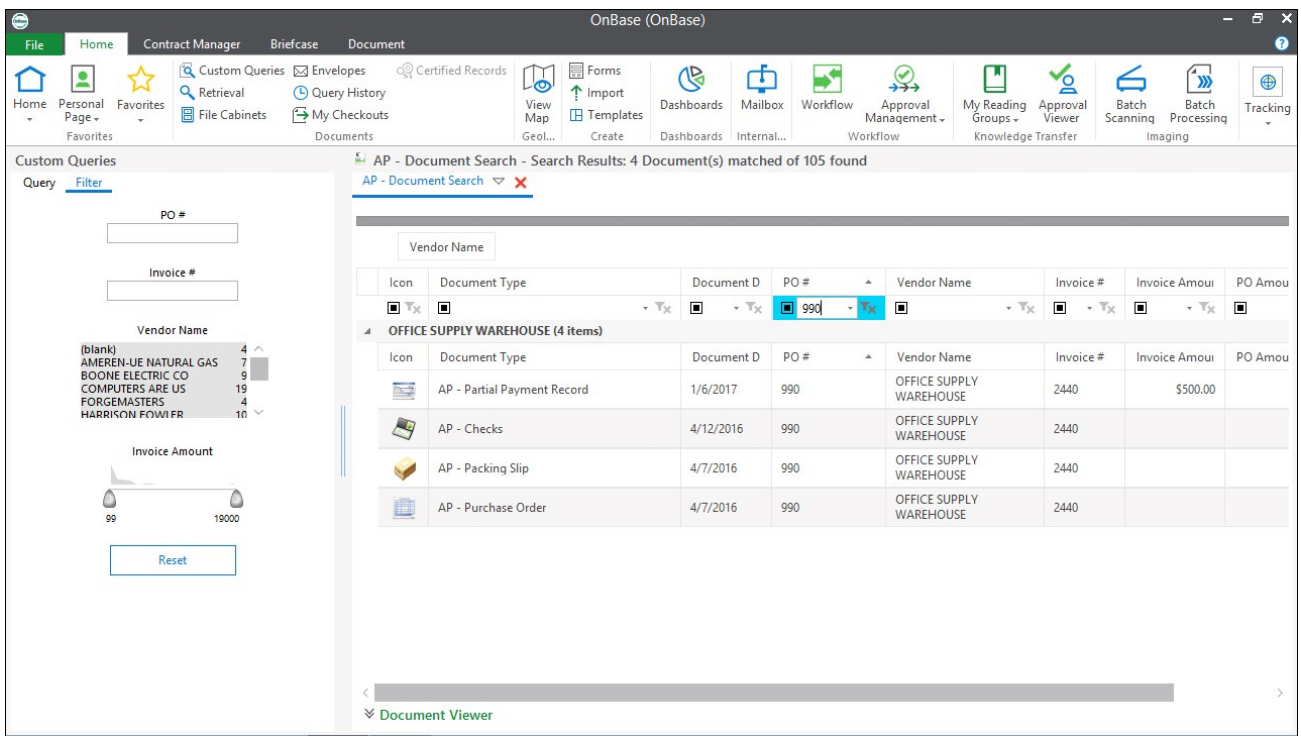 OnBase (OnBase)
File Home Contract Manager Briefcase Document
Custom Queries Envelopes Certified Records
Retrieval Query History
File Cabinets My Checkouts
Home Personal Page Favorites
Favorites
Documents
View Map
Geol...
Forms
Import
Templates
Create
Dashboards
Dashboards
Mailbox
Internal...
Workflow Approval Management
Workflow
My Reading Groups Approval Viewer
Knowledge Transfer
Batch Scanning Batch Processing
Imaging
Tracking
Custom Queries
Query Filter
PO #
Invoice #
Vendor Name
(blank) 4
AMEREN-UE NATURAL GAS 7
BOONE ELECTRIC CO 9
COMPUTERS ARE US 19
FORGEMASTERS 4
HARRISON FOWLER 10
Invoice Amount
99 19000
Reset
AP - Document Search - Search Results: 4 Document(s) matched of 105 found
AP - Document Search
Vendor Name
Icon Document Type Document D PO # Vendor Name Invoice # Invoice Amour PO Amou
990
OFFICE SUPPLY WAREHOUSE (4 items)
Icon Document Type Document D PO # Vendor Name Invoice # Invoice Amour PO Amou
AP - Partial Payment Record 1/6/2017 990 OFFICE SUPPLY WAREHOUSE 2440 $500.00
AP - Checks 4/12/2016 990 OFFICE SUPPLY WAREHOUSE 2440
AP - Packing Slip 4/7/2016 990 OFFICE SUPPLY WAREHOUSE 2440
AP - Purchase Order 4/7/2016 990 OFFICE SUPPLY WAREHOUSE 2440
Document Viewer